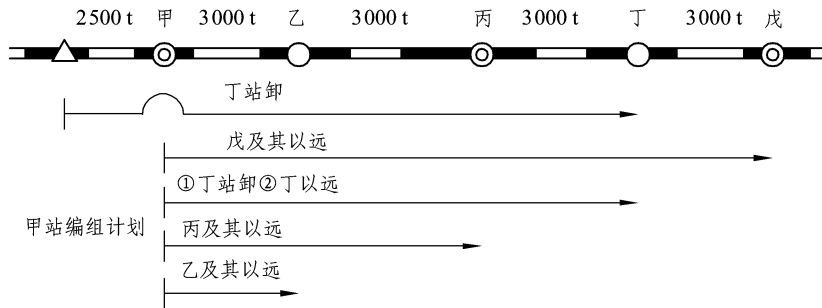 2500 t 甲 3000 t 乙 3000 t 丙 3000 t 丁 3000 t 戊
丁站卸
戊及其以远
①丁站卸②丁以远
甲站编组计划
丙及其以远
乙及其以远